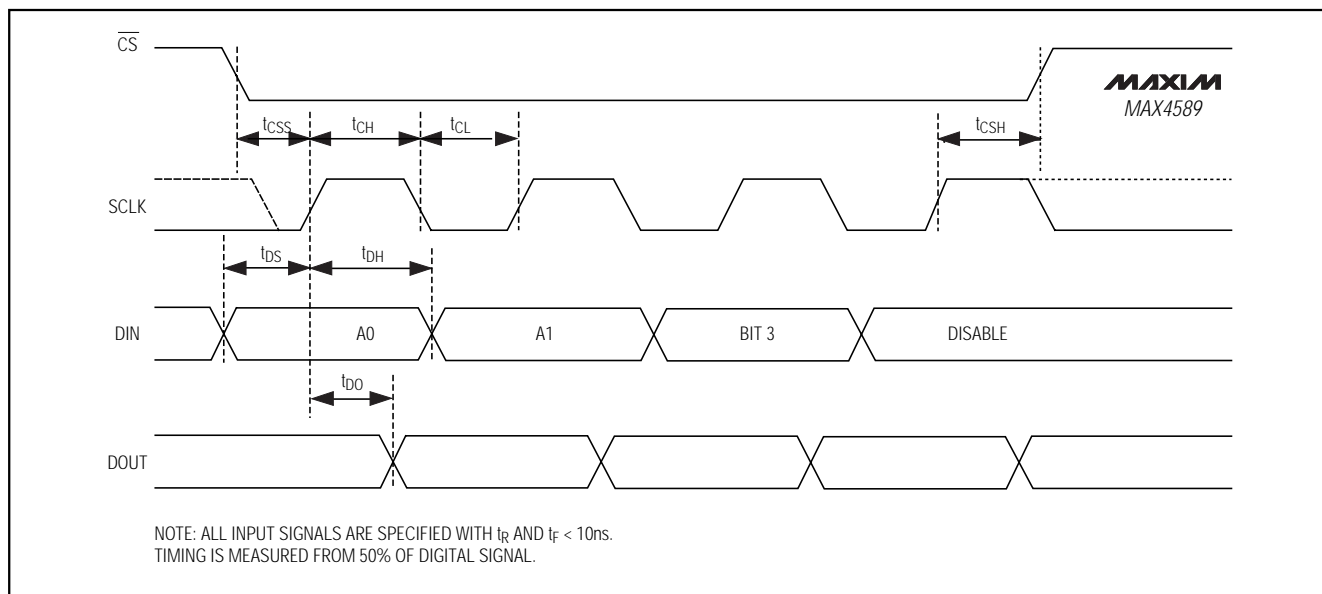 CS
MAXIM
MAX4589
tCSS tCH tCL tCSH
SCLK
tDS tDH
DIN A0 A1 BIT 3 DISABLE
tDO
DOUT
NOTE: ALL INPUT SIGNALS ARE SPECIFIED WITH tR AND tF < 10ns.
TIMING IS MEASURED FROM 50% OF DIGITAL SIGNAL.